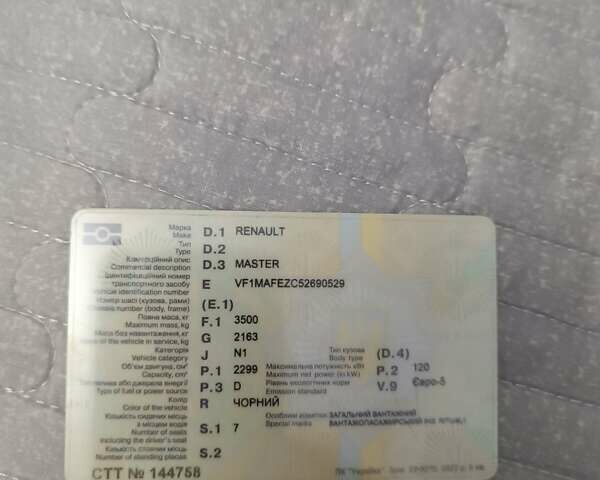 Марка D.1 RENAULT
Make
Тип D.2
Type
Комерційний опис D.3 MASTER
Commercial description
Ідентифікаційний номер
транспортного засобу E VF1MAFEZC52690529
Vehicle identification number
Номер шасі (кузова, рами) (E.1)
number (body, frame)
Повна маса, кг F.1 3500
Maximum mass, kg
Маса без навантаження, кг G 2163
Mass of the vehicle in service, kg
Категорія J N1 Тип кузова (D.4)
Vehicle category Body type
Об'єм двигуна, см³ P.1 2299 Максимальна потужність кВт P.2 120
Capacity, cm³ Maximum net power (in kW)
Тип палива або джерела енергії P.3 D Рівень екологічних норм V.9 Євро-5
Type of fuel or power source Emission standard
Колір R ЧОРНИЙ
Color of the vehicle
Кількість сидячих місць Особливі відмітки ЗАГАЛЬНИЙ ВАНТАЖНИЙ
з місцем водія S.1 7 Special marks ВАНТАЖОПАСАЖИРСЬКИЙ
Number of seats
including the driver's seat
Кількість стоячих місць S.2
Number of standing places
СТТ № 144758 ПК "Україна"